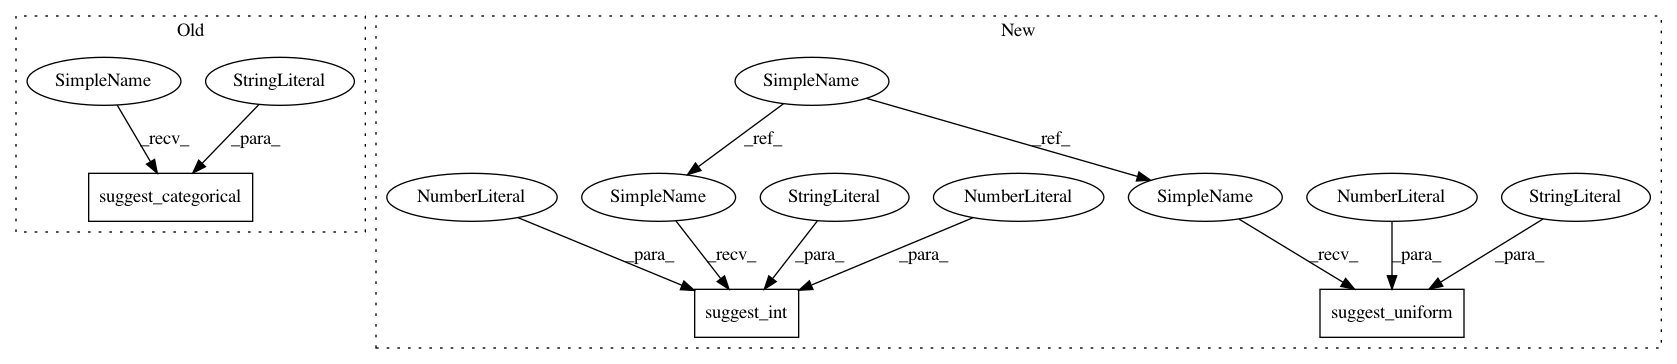 Old
New
SimpleName
StringLiteral
SimpleName
_recv_
_para_
_ref_
_ref_
suggest_categorical
NumberLiteral
SimpleName
StringLiteral
NumberLiteral
SimpleName
NumberLiteral
StringLiteral
_para_
_recv_
_para_
_para_
_recv_
_para_
_para_
suggest_int
suggest_uniform